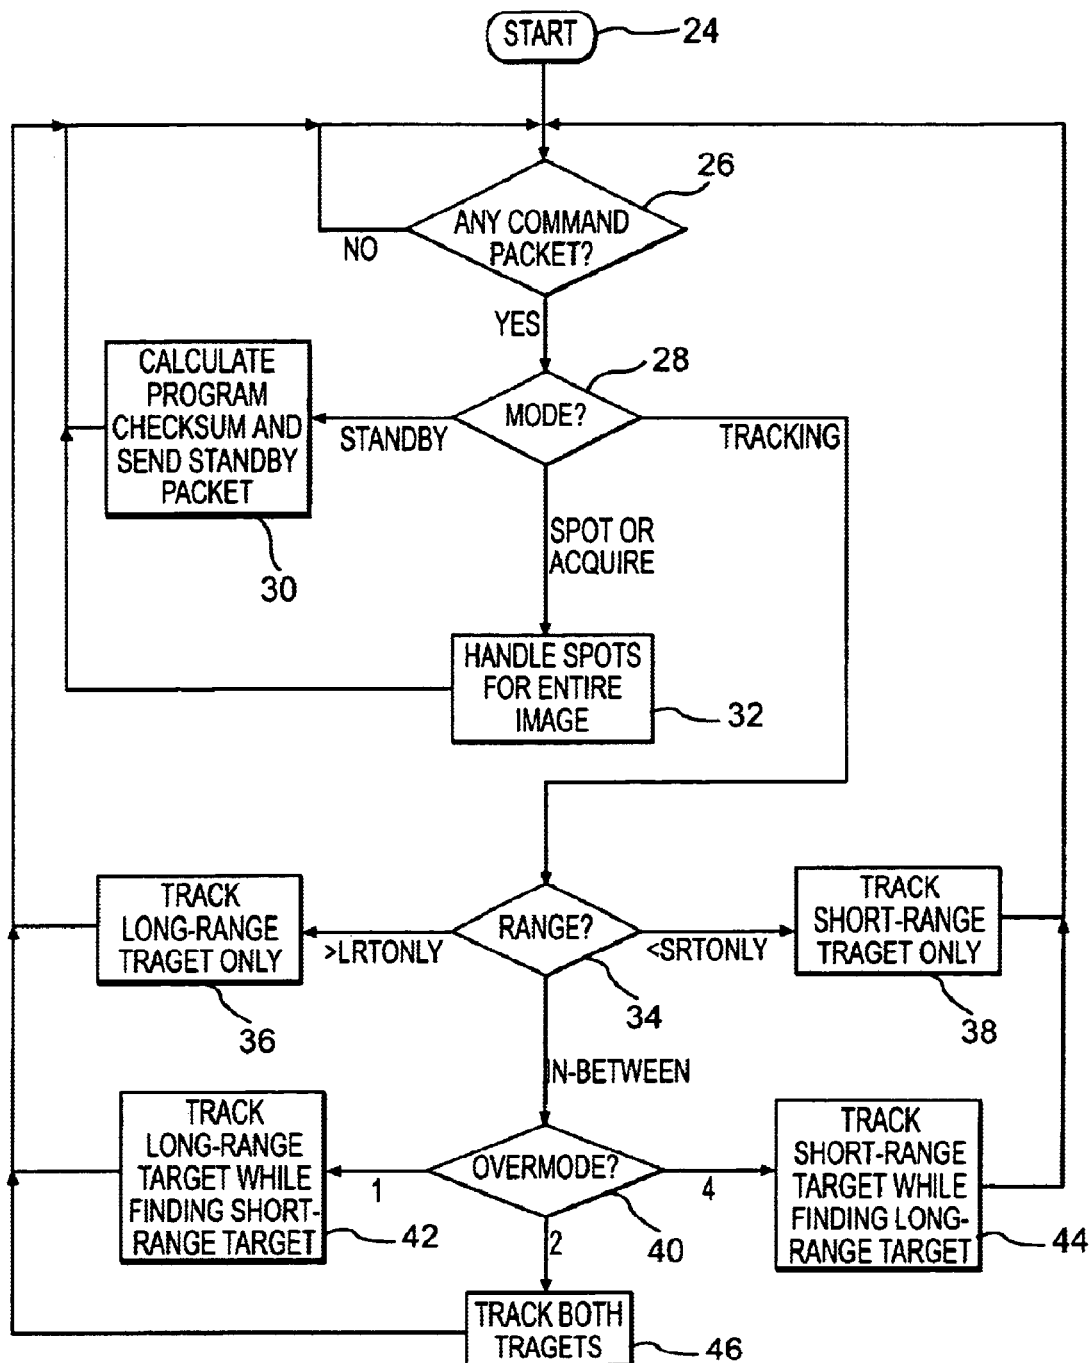 START
24
26
ANY COMMAND
PACKET?
NO
YES
28
MODE?
STANDBY
TRACKING
CALCULATE
PROGRAM
CHECKSUM AND
SEND STANDBY
PACKET
30
SPOT OR
ACQUIRE
HANDLE SPOTS
FOR ENTIRE
IMAGE
32
RANGE?
34
>LRTONLY
<SRTONLY
TRACK
LONG-RANGE
TRAGET ONLY
36
TRACK
SHORT-RANGE
TRAGET ONLY
38
IN-BETWEEN
OVERMODE?
40
1
4
2
TRACK
LONG-RANGE
TARGET WHILE
FINDING SHORT-
RANGE TARGET
42
TRACK
SHORT-RANGE
TARGET WHILE
FINDING LONG-
RANGE TARGET
44
TRACK BOTH
TRAGETS
46